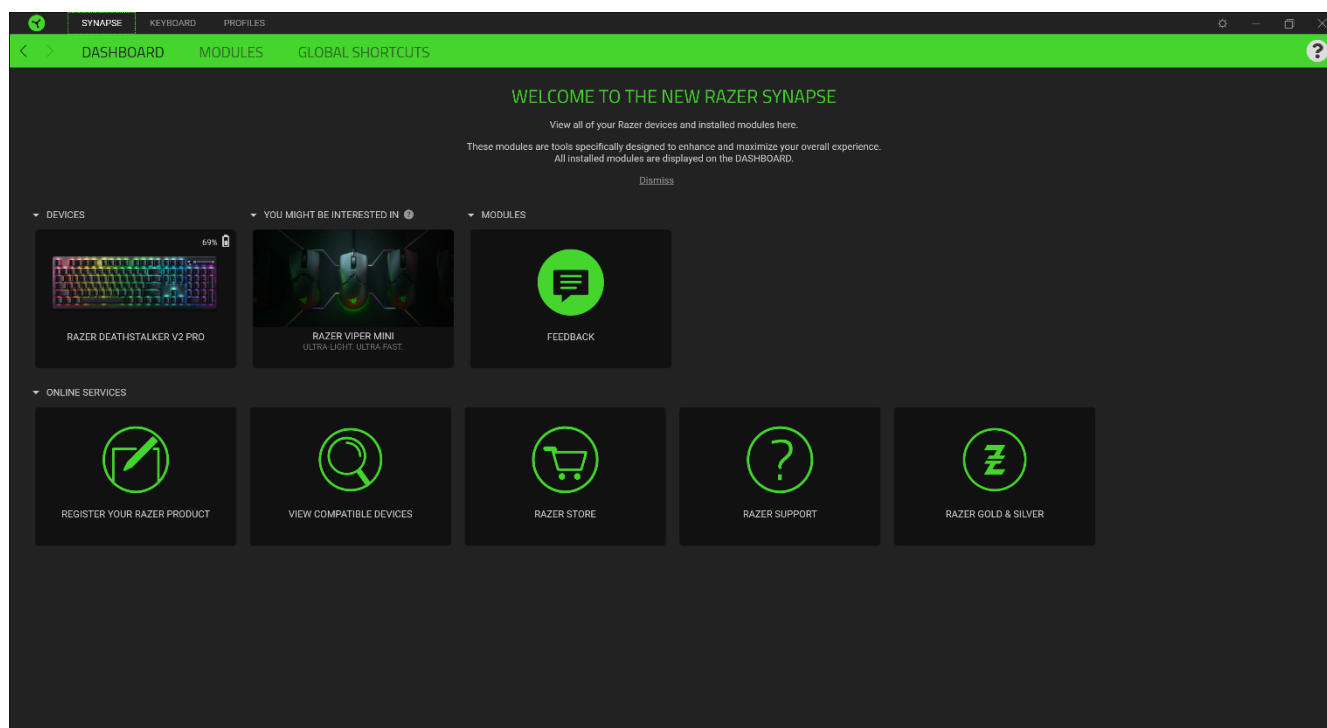 SYNAPSE KEYBOARD PROFILES
DASHBOARD MODULES GLOBAL SHORTCUTS
?
WELCOME TO THE NEW RAZER SYNAPSE
View all of your Razer devices and installed modules here.
These modules are tools specifically designed to enhance and maximize your overall experience.
All installed modules are displayed on the DASHBOARD.
Dismiss
DEVICES
YOU MIGHT BE INTERESTED IN ?
MODULES
69%
RAZER DEATHSTALKER V2 PRO
RAZER VIPER MINI
ULTRA-LIGHT. ULTRA-FAST.
FEEDBACK
ONLINE SERVICES
REGISTER YOUR RAZER PRODUCT
VIEW COMPATIBLE DEVICES
RAZER STORE
?
RAZER SUPPORT
RAZER GOLD & SILVER